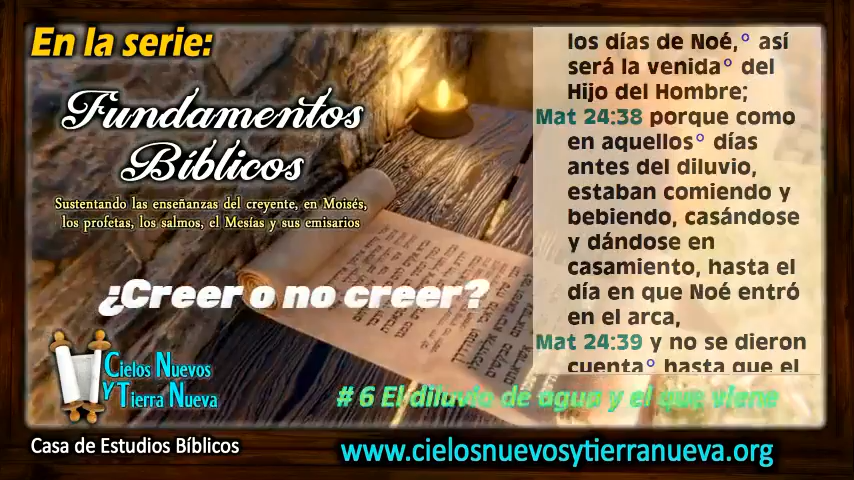 En la serie:
Fundamentos
Bíblicos
Sustentando las enseñanzas del creyente, en Moisés,
los profetas, los salmos, el Mesías y sus emisarios
¿Creer o no creer?
Cielos Nuevos
Y Tierra Nueva
Casa de Estudios Bíblicos
los días de Noé,° así
será la venida° del
Hijo del Hombre;
Mat 24:38 porque como
en aquellos° días
antes del diluvio,
estaban comiendo y
bebiendo, casándose
y dándose en
casamiento, hasta el
día en que Noé entró
en el arca,
Mat 24:39 y no se dieron
cuenta° hasta que el
# 6 El diluvio de agua y el que viene
www.cielosnuevosytierranueva.org